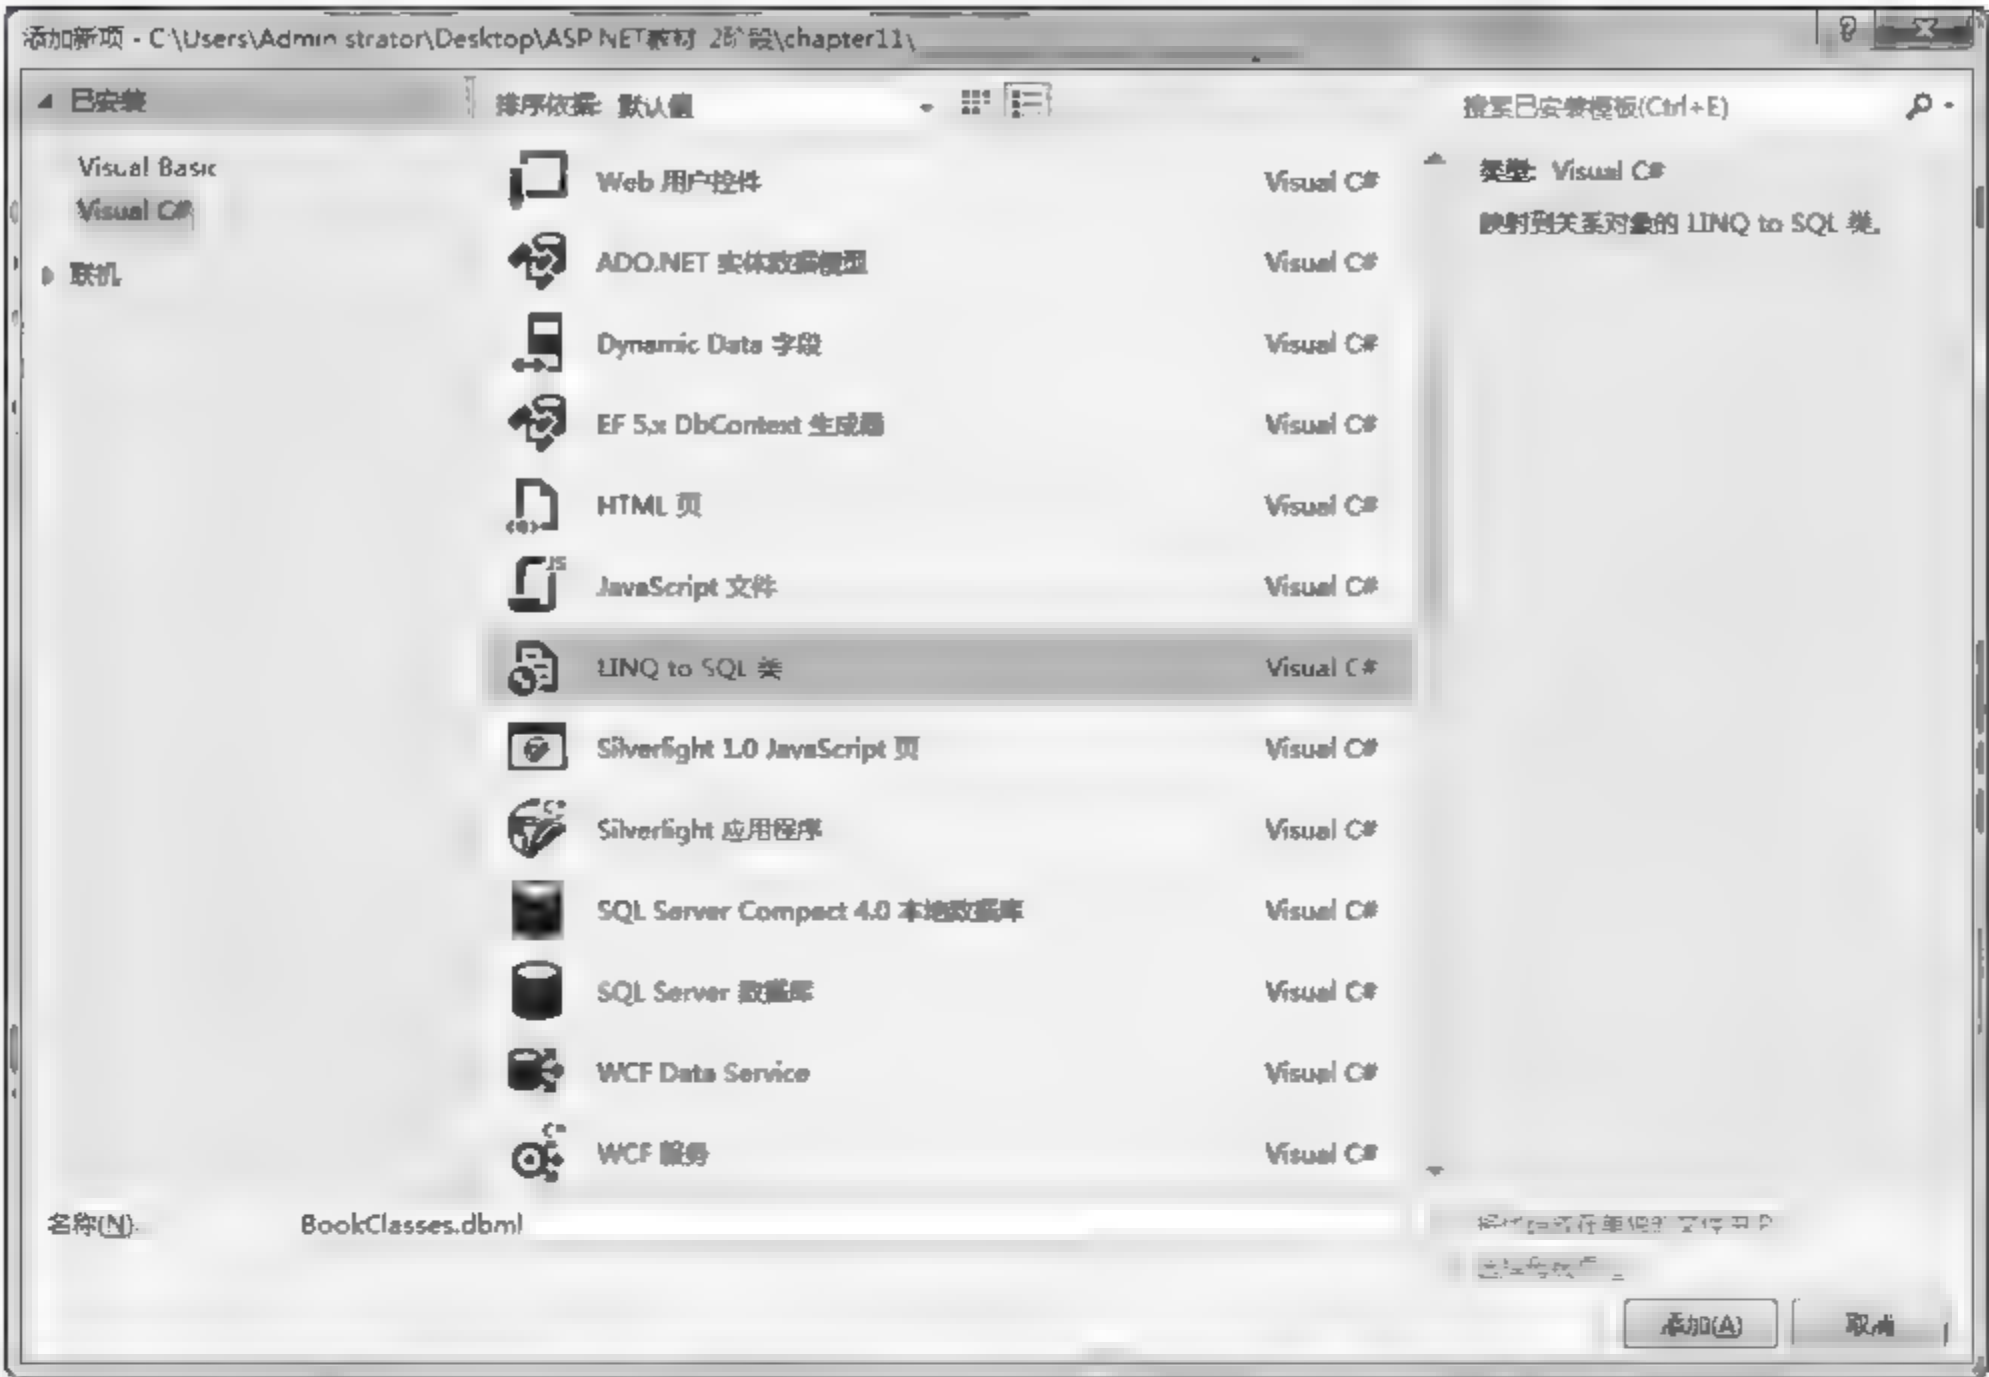 添加新项 - C:\Users\Administrator\Desktop\ASP NET教材 2阶段\chapter11\
已安装
排序依据: 默认值
搜索已安装模板(Ctrl+E)
Visual Basic
Visual C#
联机
Web 用户控件 Visual C#
ADO.NET 实体数据模型 Visual C#
Dynamic Data 字段 Visual C#
EF 5.x DbContext 生成器 Visual C#
HTML 页 Visual C#
JavaScript 文件 Visual C#
LINQ to SQL 类 Visual C#
Silverlight 1.0 JavaScript 页 Visual C#
Silverlight 应用程序 Visual C#
SQL Server Compact 4.0 本地数据库 Visual C#
SQL Server 数据库 Visual C#
WCF Data Service Visual C#
WCF 服务 Visual C#
类型: Visual C#
映射到关系对象的 LINQ to SQL 类。
名称(N):
BookClasses.dbml
添加(A)
取消